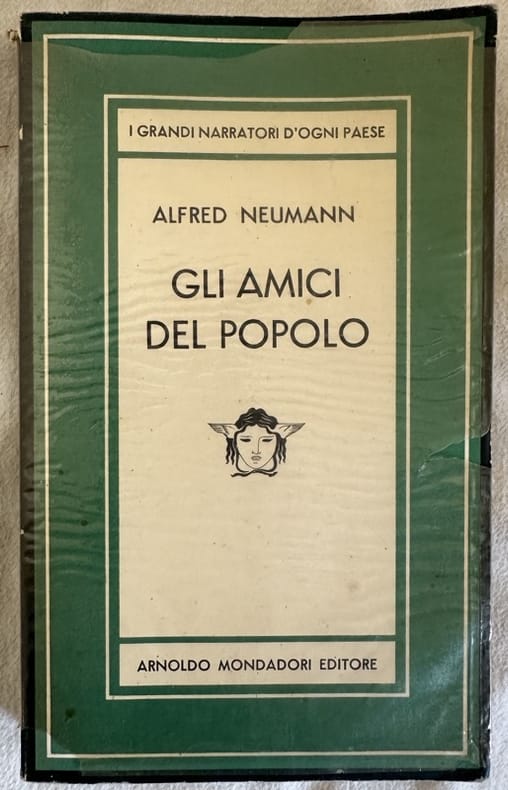 I GRANDI NARRATORI D'OGNI PAESE
ALFRED NEUMANN
GLI AMICI
DEL POPOLO
ARNOLDO MONDADORI EDITORE